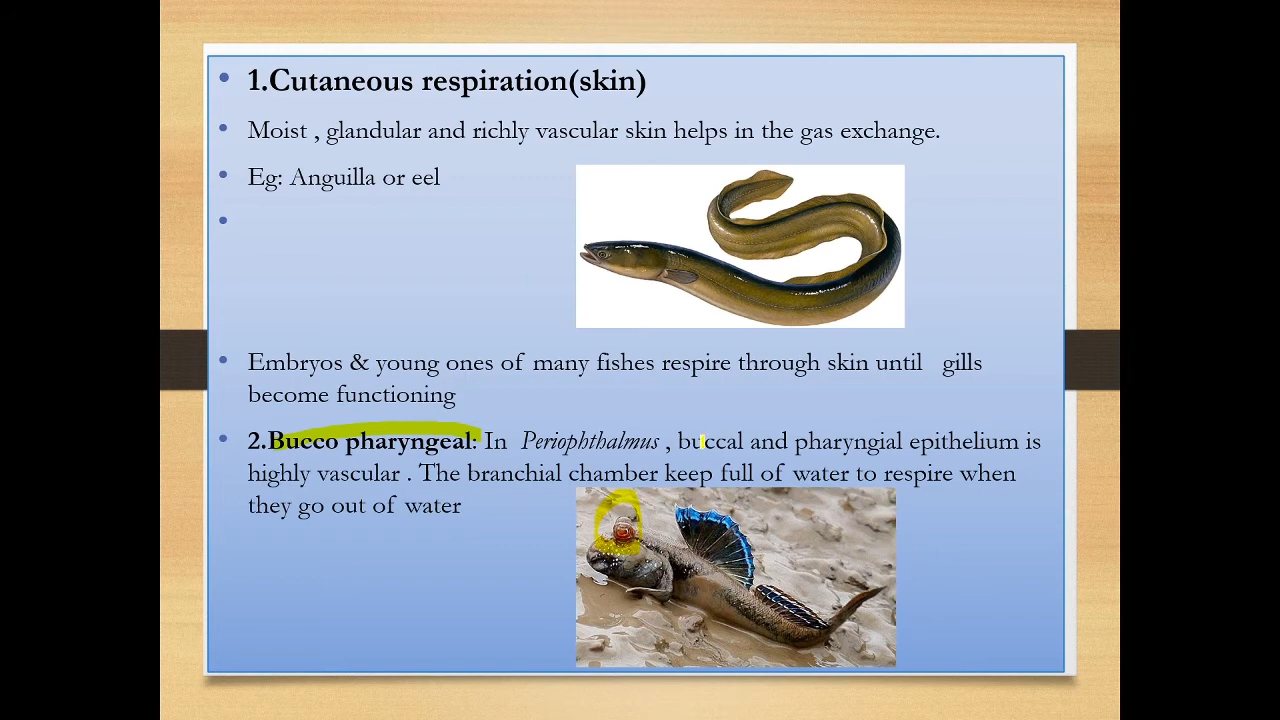 1.Cutaneous respiration(skin)
Moist , glandular and richly vascular skin helps in the gas exchange.
Eg: Anguilla or eel
Embryos & young ones of many fishes respire through skin until gills
become functioning
2.Bucco pharyngeal: In Periophthalmus , buccal and pharyngial epithelium is
highly vascular . The branchial chamber keep full of water to respire when
they go out of water